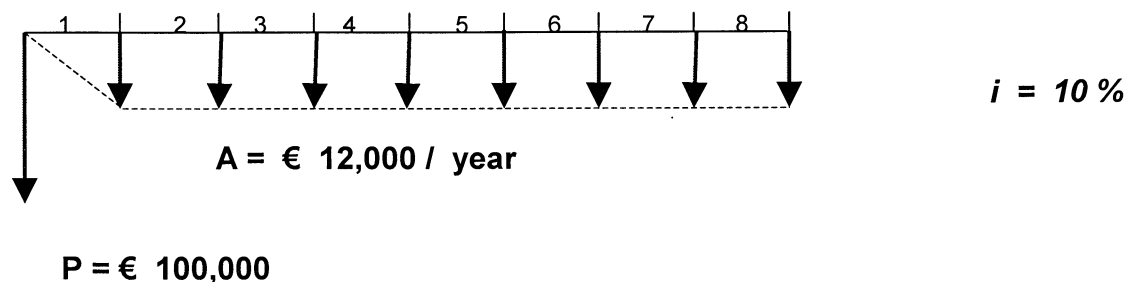 1 2 3 4 5 6 7 8
i = 10 %
A = € 12,000 / year
P = € 100,000